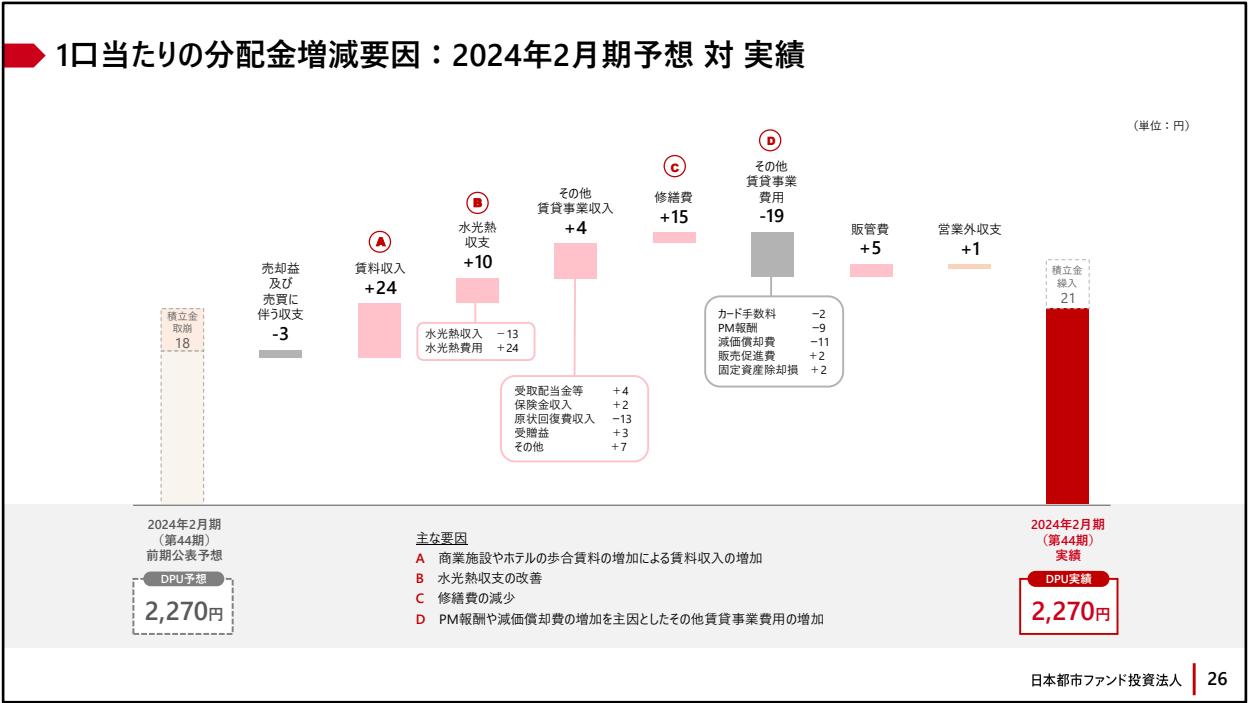 1口当たりの分配金増減要因：2024年2月期予想 対 実績
（単位：円）
積立金
取崩
18
売却益
及び
売買に
伴う収支
-3
A
賃料収入
+24
B
水光熱
収支
+10
水光熱収入 －13
水光熱費用 +24
その他
賃貸事業収入
+4
受取配当金等 +4
保険金収入 +2
原状回復費収入 －13
受贈益 +3
その他 +7
C
修繕費
+15
D
その他
賃貸事業
費用
-19
カード手数料 －2
PM報酬 －9
減価償却費 －11
販売促進費 +2
固定資産除却損 +2
販管費
+5
営業外収支
+1
積立金
繰入
21
2024年2月期
（第44期）
前期公表予想
DPU予想
2,270円
主な要因
A 商業施設やホテルの歩合賃料の増加による賃料収入の増加
B 水光熱収支の改善
C 修繕費の減少
D PM報酬や減価償却費の増加を主因としたその他賃貸事業費用の増加
2024年2月期
（第44期）
実績
DPU実績
2,270円
日本都市ファンド投資法人 26